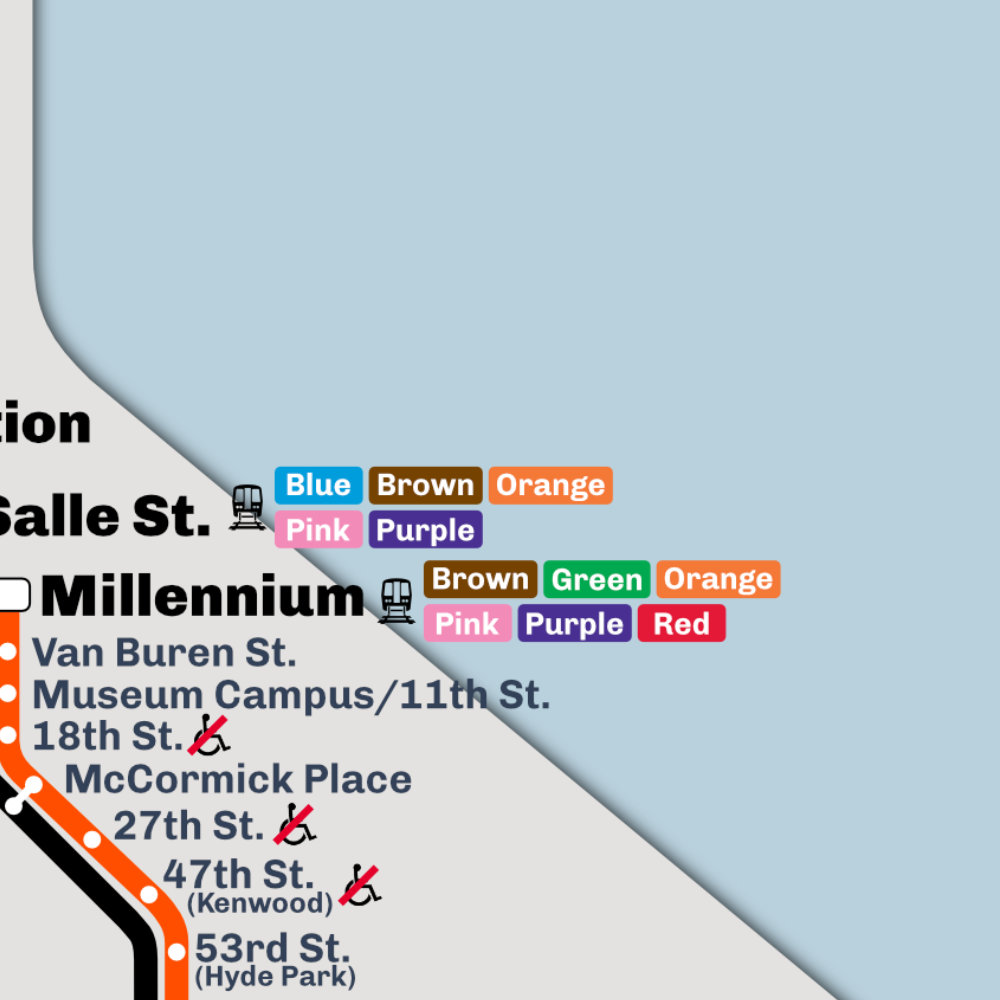 tion
Salle St.
Blue Brown Orange
Pink Purple
Millennium
Brown Green Orange
Pink Purple Red
Van Buren St.
Museum Campus/11th St.
18th St.
McCormick Place
27th St.
47th St.
(Kenwood)
53rd St.
(Hyde Park)